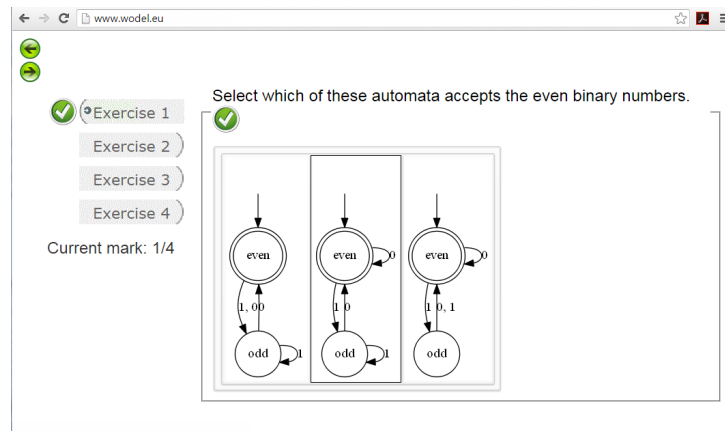 www.wodel.eu
Select which of these automata accepts the even binary numbers.
Exercise 1
Exercise 2
Exercise 3
Exercise 4
Current mark: 1/4
even
even
0
even
0
1, 0
0
1
0
1
0, 1
odd
1
odd
1
odd